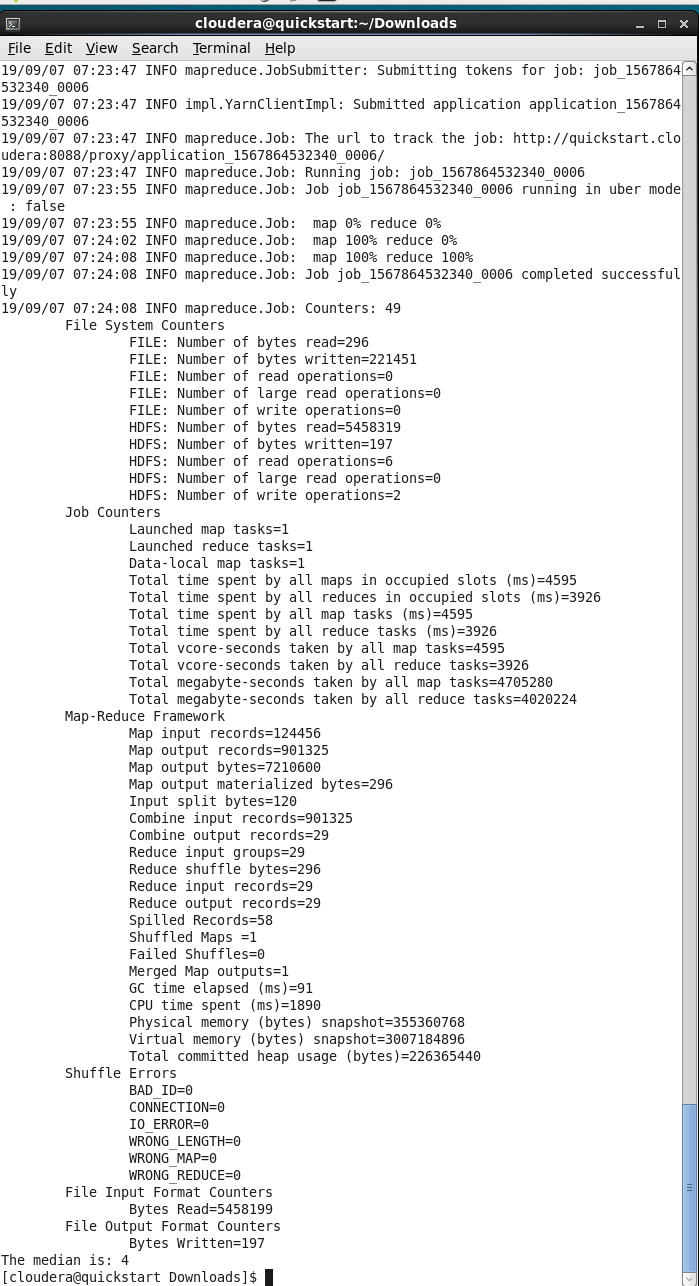 cloudera@quickstart:~/Downloads
File Edit View Search Terminal Help
19/09/07 07:23:47 INFO mapreduce.JobSubmitter: Submitting tokens for job: job_1567864
532340_0006
19/09/07 07:23:47 INFO impl.YarnClientImpl: Submitted application application_1567864
532340_0006
19/09/07 07:23:47 INFO mapreduce.Job: The url to track the job: http://quickstart.clo
udera:8088/proxy/application_1567864532340_0006/
19/09/07 07:23:47 INFO mapreduce.Job: Running job: job_1567864532340_0006
19/09/07 07:23:55 INFO mapreduce.Job: Job job_1567864532340_0006 running in uber mode
 : false
19/09/07 07:23:55 INFO mapreduce.Job:  map 0% reduce 0%
19/09/07 07:24:02 INFO mapreduce.Job:  map 100% reduce 0%
19/09/07 07:24:08 INFO mapreduce.Job:  map 100% reduce 100%
19/09/07 07:24:08 INFO mapreduce.Job: Job job_1567864532340_0006 completed successful
ly
19/09/07 07:24:08 INFO mapreduce.Job: Counters: 49
File System Counters
FILE: Number of bytes read=296
FILE: Number of bytes written=221451
FILE: Number of read operations=0
FILE: Number of large read operations=0
FILE: Number of write operations=0
HDFS: Number of bytes read=5458319
HDFS: Number of bytes written=197
HDFS: Number of read operations=6
HDFS: Number of large read operations=0
HDFS: Number of write operations=2
Job Counters
Launched map tasks=1
Launched reduce tasks=1
Data-local map tasks=1
Total time spent by all maps in occupied slots (ms)=4595
Total time spent by all reduces in occupied slots (ms)=3926
Total time spent by all map tasks (ms)=4595
Total time spent by all reduce tasks (ms)=3926
Total vcore-seconds taken by all map tasks=4595
Total vcore-seconds taken by all reduce tasks=3926
Total megabyte-seconds taken by all map tasks=4705280
Total megabyte-seconds taken by all reduce tasks=4020224
Map-Reduce Framework
Map input records=124456
Map output records=901325
Map output bytes=7210600
Map output materialized bytes=296
Input split bytes=120
Combine input records=901325
Combine output records=29
Reduce input groups=29
Reduce shuffle bytes=296
Reduce input records=29
Reduce output records=29
Spilled Records=58
Shuffled Maps =1
Failed Shuffles=0
Merged Map outputs=1
GC time elapsed (ms)=91
CPU time spent (ms)=1890
Physical memory (bytes) snapshot=355360768
Virtual memory (bytes) snapshot=3007184896
Total committed heap usage (bytes)=226365440
Shuffle Errors
BAD_ID=0
CONNECTION=0
IO_ERROR=0
WRONG_LENGTH=0
WRONG_MAP=0
WRONG_REDUCE=0
File Input Format Counters
Bytes Read=5458199
File Output Format Counters
Bytes Written=197
The median is: 4
[cloudera@quickstart Downloads]$